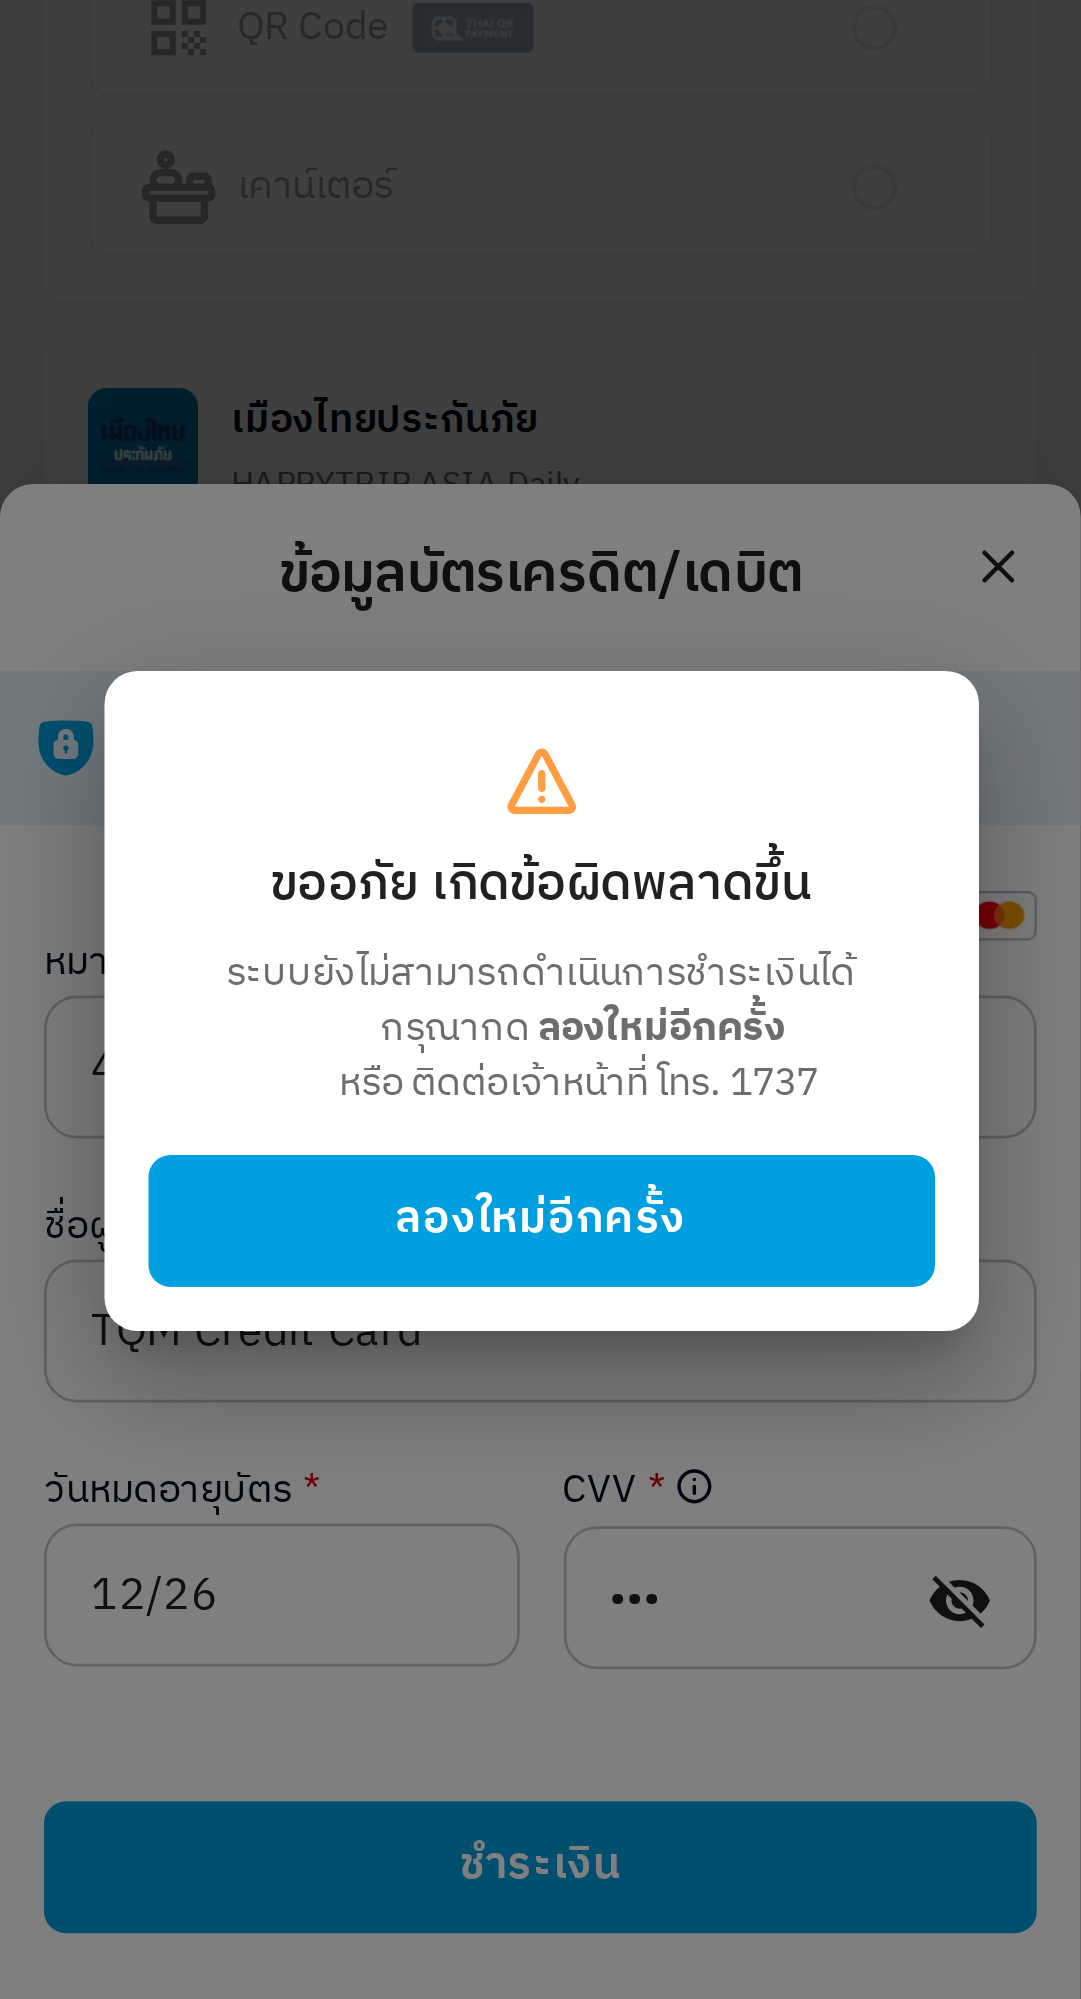 QR Code
THAI QR
PAYMENT
เคาน์เตอร์
เมืองไทย
ประกันภัย
เมืองไทยประกันภัย
HAPPYTRIP ASIA Daily
ข้อมูลบัตรเครดิต/เดบิต
ขออภัย เกิดข้อผิดพลาดขึ้น
หมา
ระบบยังไม่สามารถดำเนินการชำระเงินได้
กรุณากด ลองใหม่อีกครั้ง
4
หรือ ติดต่อเจ้าหน้าที่ โทร. 1737
ลองใหม่อีกครั้ง
ชื่อผ
TQM Credit Card
วันหมดอายุบัตร *
CVV *
12/26
•••
ชำระเงิน